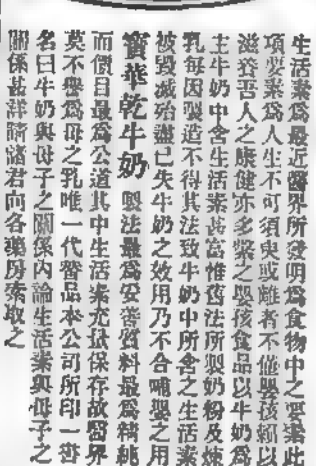 生活素爲最近醫界所發明爲食物中之要素此
項要素爲人生不可須臾或離者不僅嬰孩賴以
滋養吾人之康健亦多繫之嬰孩食品以牛奶爲
主牛奶中含生活素甚富惟舊法所製奶粉及煉
乳每因製造不得其法致牛奶中所含之生活素
被毀滅殆盡已失牛奶之效用乃不合哺嬰之用
寶華乾牛奶 製法最爲安善質料最爲精純
而價目最爲公道其中生活素充氹保存故醫界
莫不譽爲母之乳唯一代替品本公司所印一書
名曰牛奶與母子之關係內論生活素與母子之
關係甚詳請諸君向各藥房索取之